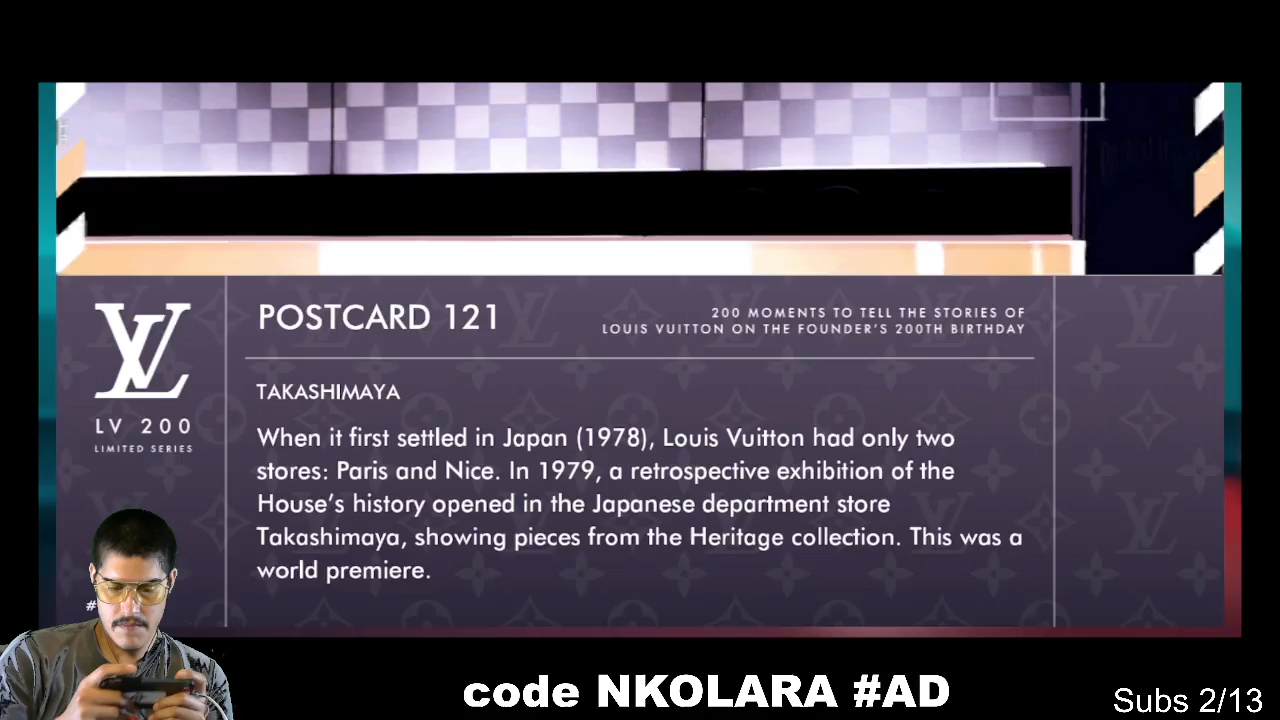 POSTCARD 121
200 MOMENTS TO TELL THE STORIES OF
LOUIS VUITTON ON THE FOUNDER'S 200TH BIRTHDAY
LV
LV 200
LIMITED SERIES
TAKASHIMAYA
When it first settled in Japan (1978), Louis Vuitton had only two
stores: Paris and Nice. In 1979, a retrospective exhibition of the
House's history opened in the Japanese department store
Takashimaya, showing pieces from the Heritage collection. This was a
world premiere.
#
code NKOLARA #AD
Subs 2/13